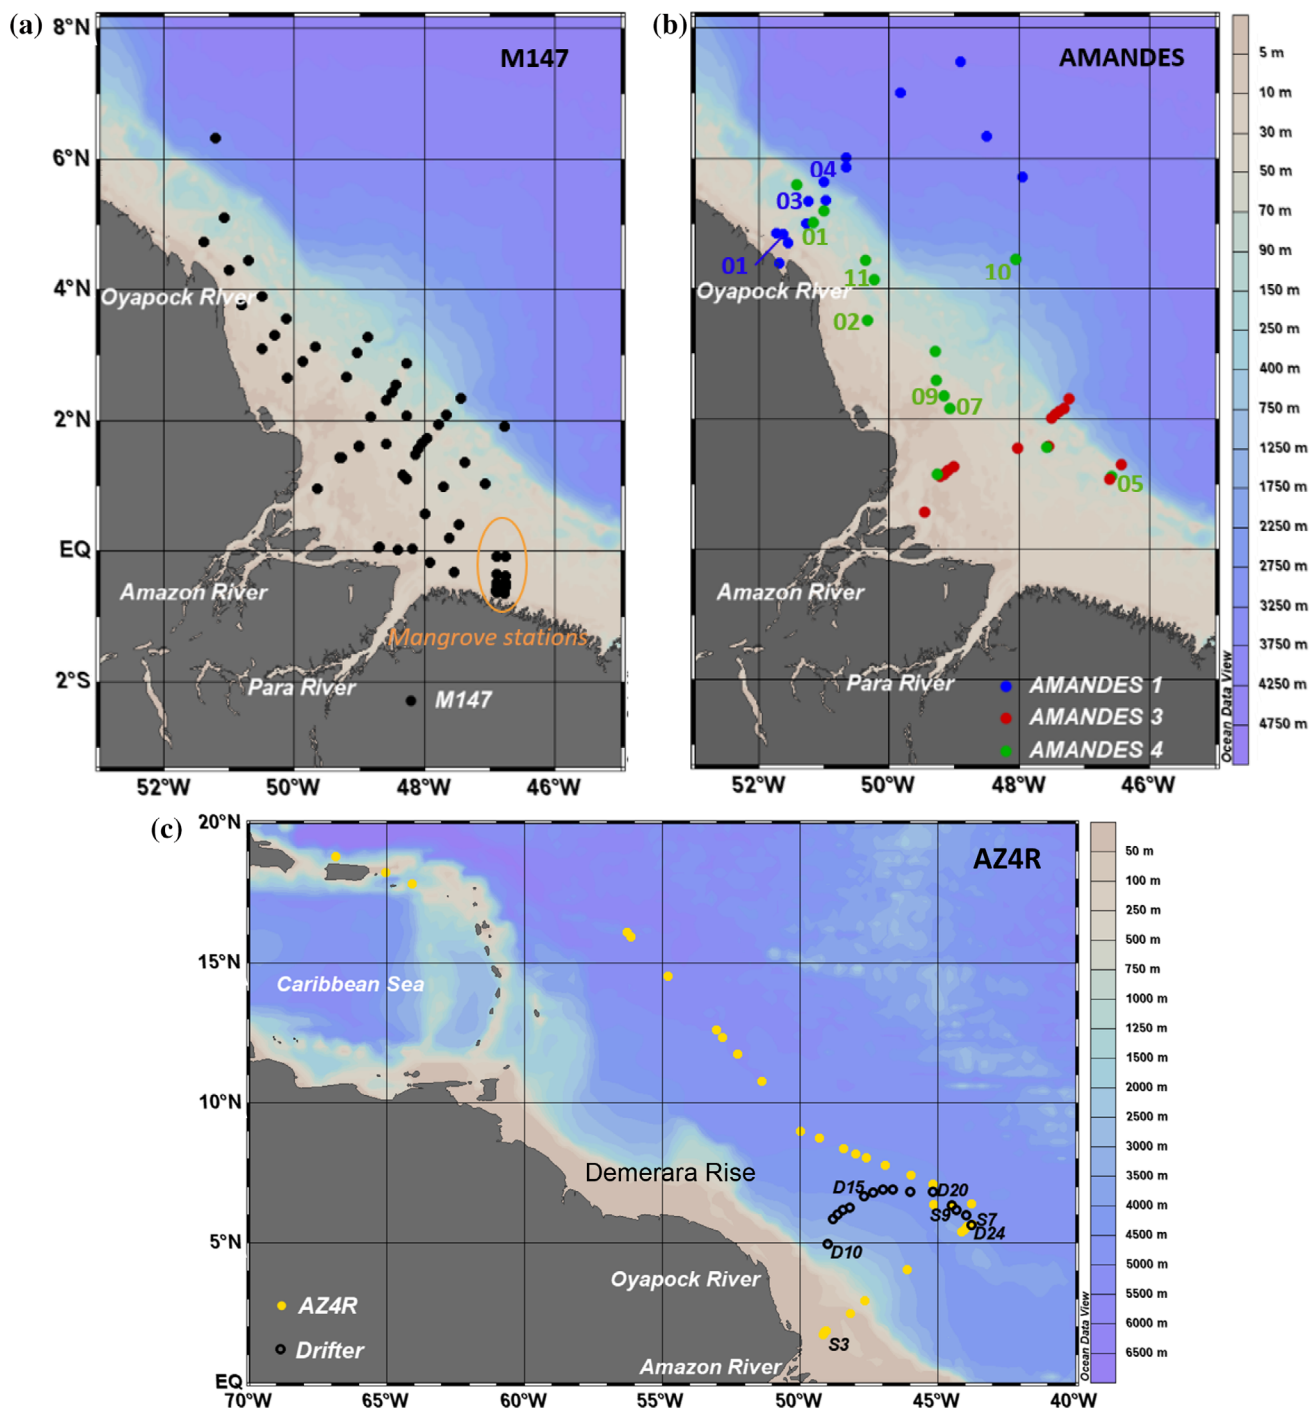 (a)
M147
8°N
6°N
4°N
2°N
EQ
2°S
Oyapock River
Amazon River
Para River
Mangrove stations
M147
52°W
50°W
48°W
46°W
(b)
AMANDES
04
03
01
01
11
02
10
09
07
05
Oyapock River
Amazon River
Para River
AMANDES 1
AMANDES 3
AMANDES 4
52°W
50°W
48°W
46°W
Ocean Data View
5 m
10 m
30 m
50 m
70 m
90 m
150 m
250 m
400 m
750 m
1250 m
1750 m
2250 m
2750 m
3250 m
3750 m
4250 m
4750 m
(c)
AZ4R
20°N
15°N
10°N
5°N
EQ
Caribbean Sea
Demerara Rise
D15
D20
S9
S7
D24
D10
Oyapock River
S3
Amazon River
AZ4R
Drifter
70°W
65°W
60°W
55°W
50°W
45°W
40°W
Ocean Data View
50 m
100 m
250 m
500 m
750 m
1000 m
1250 m
1500 m
2000 m
2500 m
3000 m
3500 m
4000 m
4500 m
5000 m
5500 m
6000 m
6500 m